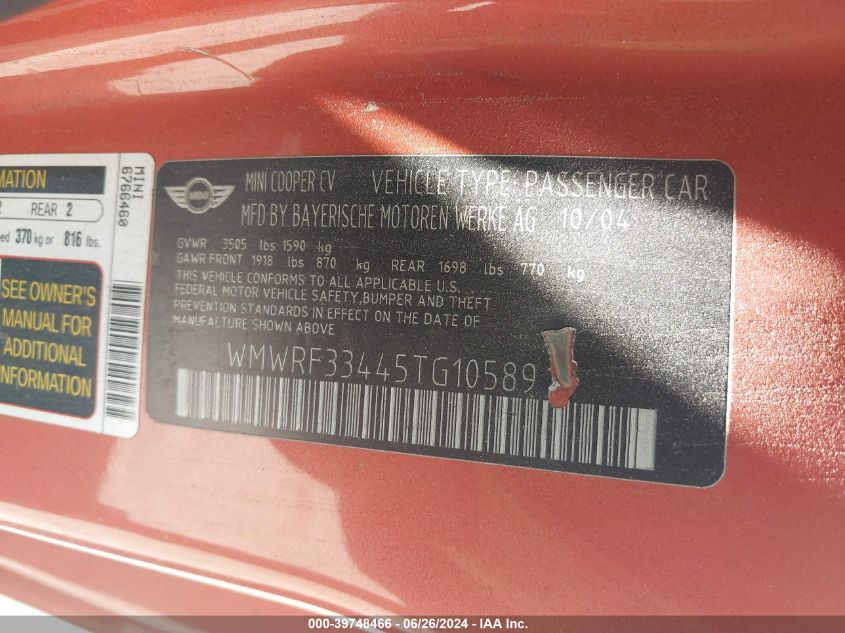 MATION
REAR 2
370 kg or 816 lbs.
SEE OWNER'S
MANUAL FOR
ADDITIONAL
INFORMATION
MINI
6766460
MINI
MINI COOPER CV VEHICLE TYPE: PASSENGER CAR
MFD BY BAYERISCHE MOTOREN WERKE AG 10/04
GVWR 3505 lbs 1590 kg
GAWR FRONT 1918 lbs 870 kg REAR 1698 lbs 770 kg
THIS VEHICLE CONFORMS TO ALL APPLICABLE U.S.
FEDERAL MOTOR VEHICLE SAFETY,BUMPER AND THEFT
PREVENTION STANDARDS IN EFFECT ON THE DATE OF
MANUFACTURE SHOWN ABOVE
WMWRF33445TG10589
000-39748466 - 06/26/2024 - IAAI.com